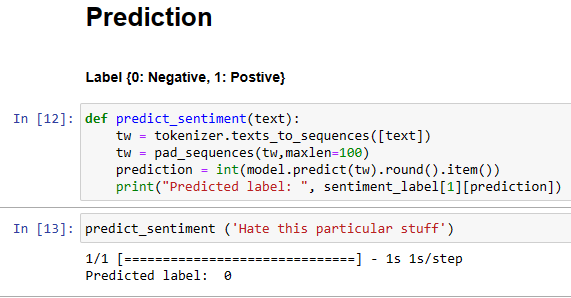 Prediction
Label {0: Negative, 1: Postive}
In [12]: def predict_sentiment(text):
    tw = tokenizer.texts_to_sequences([text])
    tw = pad_sequences(tw,maxlen=100)
    prediction = int(model.predict(tw).round().item())
    print("Predicted label: ", sentiment_label[1][prediction])
In [13]: predict_sentiment ('Hate this particular stuff')
1/1 [==============================] - 1s 1s/step
Predicted label:  0